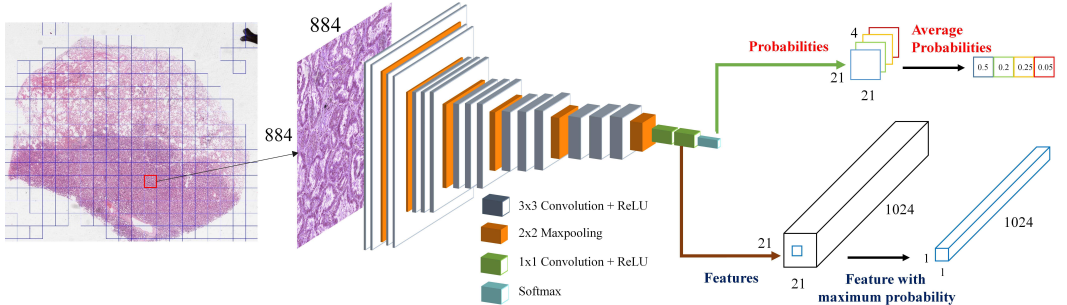 884
884
3x3 Convolution + ReLU
2x2 Maxpooling
1x1 Convolution + ReLU
Softmax
Probabilities
4
21
21
Average
Probabilities
0.5 0.2 0.25 0.05
Features
21
21
1024
Feature with
maximum probability
1
1
1024